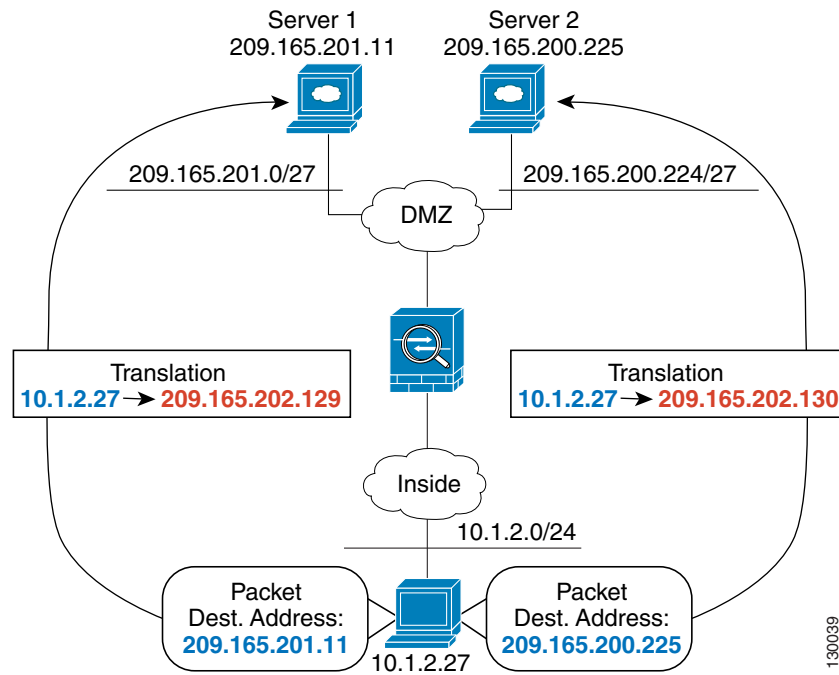 Server 1
209.165.201.11
Server 2
209.165.200.225
209.165.201.0/27
209.165.200.224/27
DMZ
Translation
10.1.2.27 209.165.202.129
Translation
10.1.2.27 209.165.202.130
Inside
10.1.2.0/24
Packet
Dest. Address:
209.165.201.11
Packet
Dest. Address:
209.165.200.225
10.1.2.27
130039